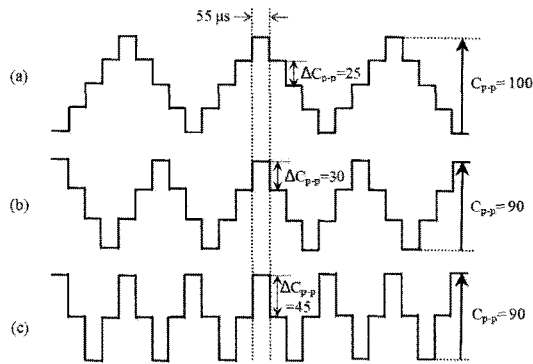 55 μs
(a)
ΔCp-p=25
Cp-p= 100
(b)
ΔCp-p=30
Cp-p= 90
(c)
ΔCp-p
=45
Cp-p= 90